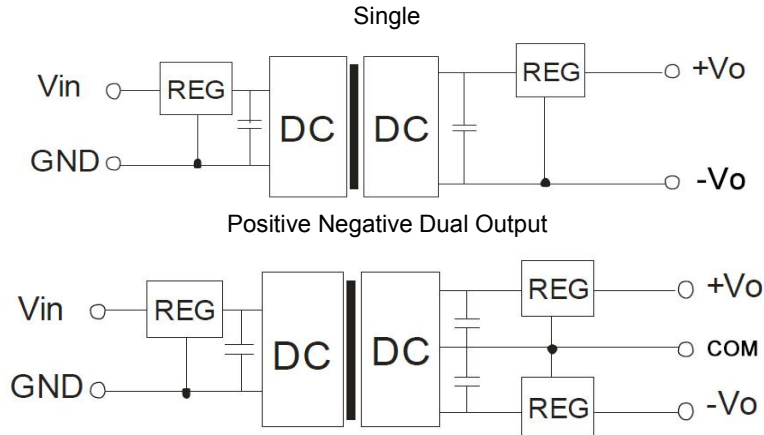 Single
Vin REG DC DC REG +Vo
GND -Vo
Positive Negative Dual Output
Vin REG DC DC REG +Vo
COM
GND REG -Vo